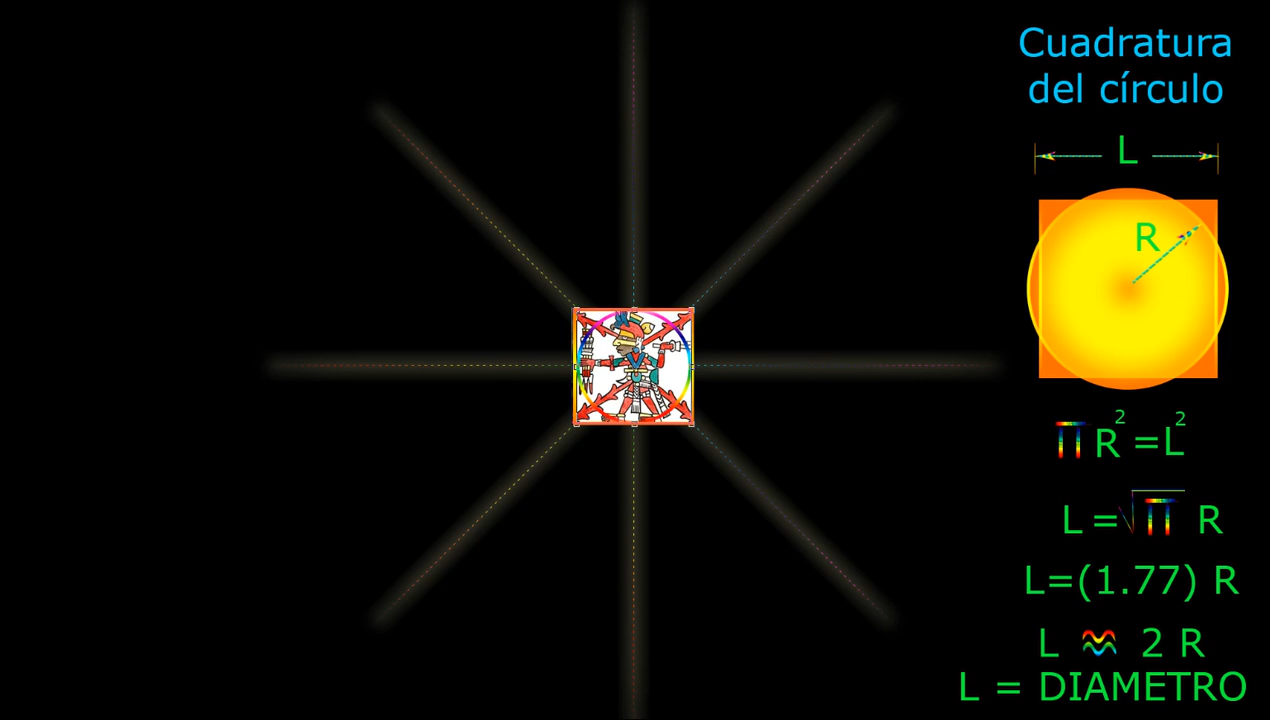 Cuadratura
del círculo
L
R
π R² = L²
L = √π R
L=(1.77) R
L ≈ 2 R
L = DIAMETRO